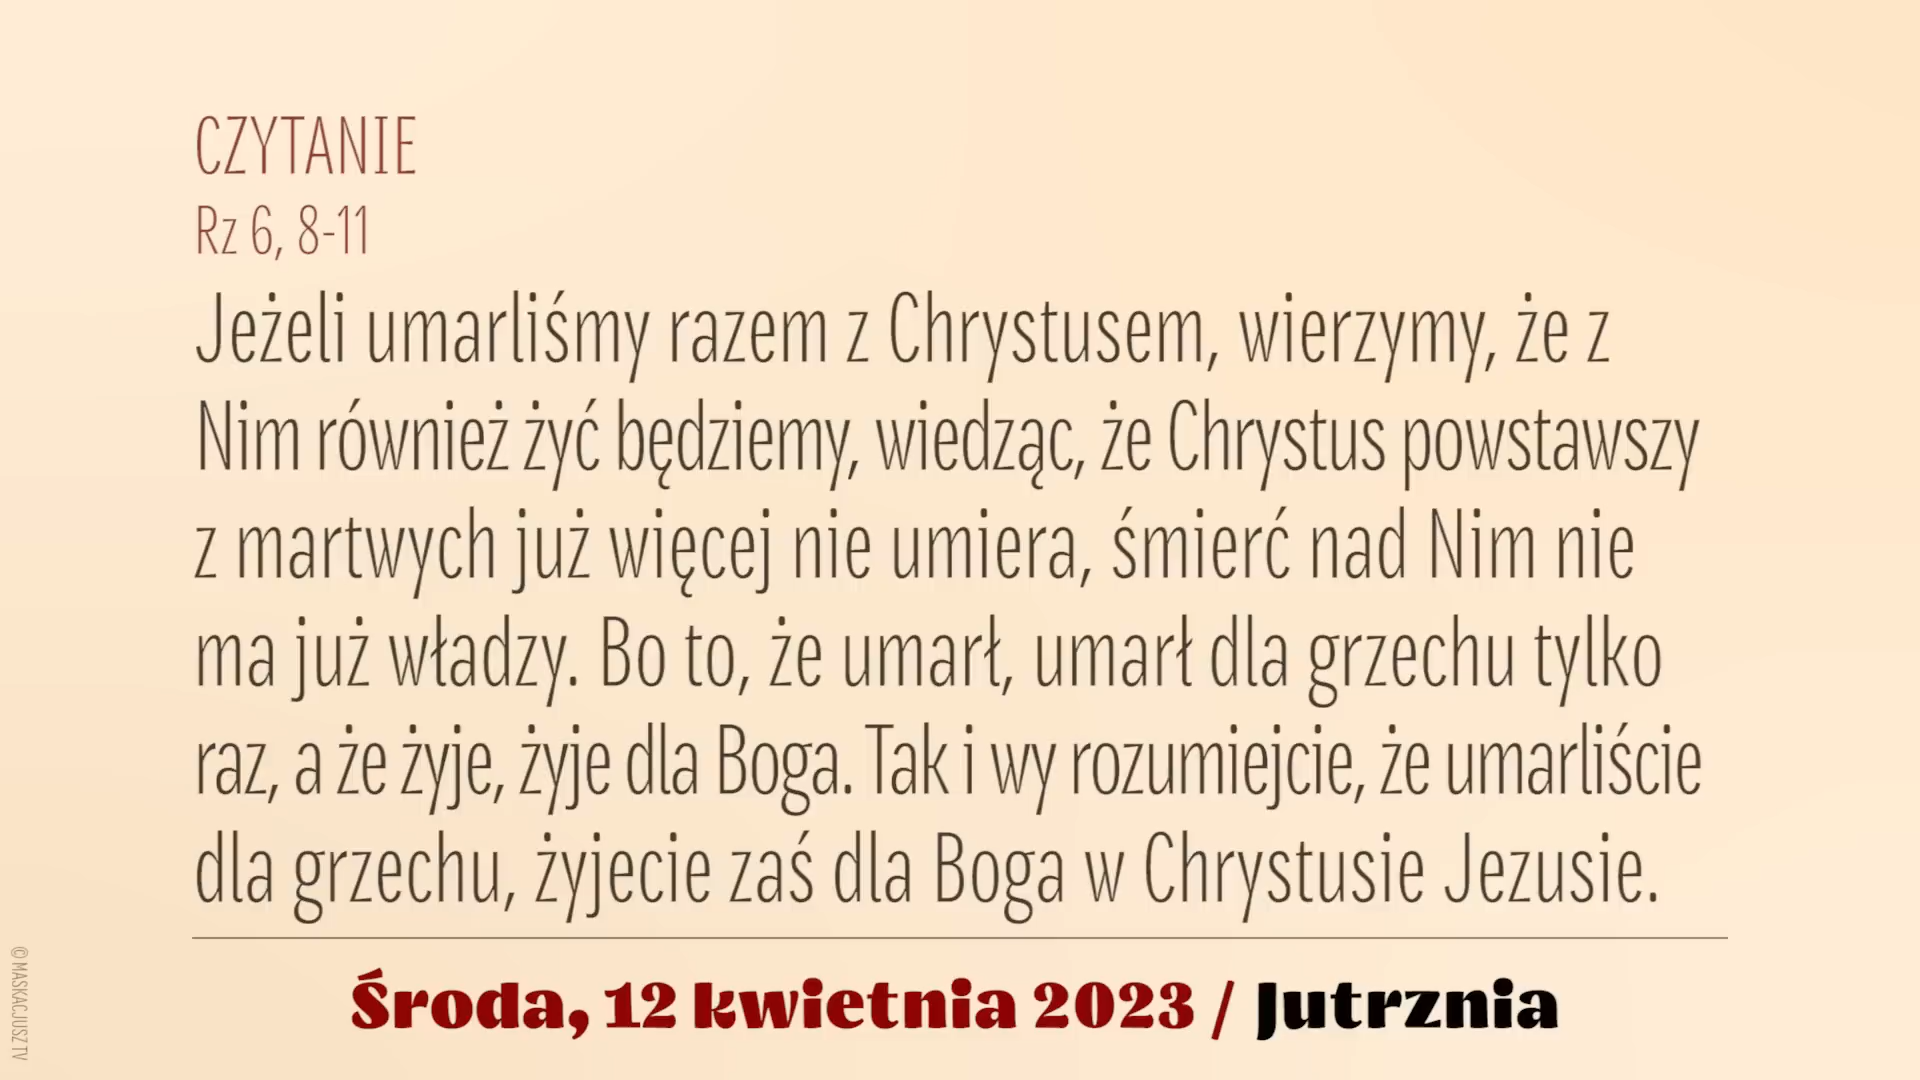 CZYTANIE
Rz 6, 8-11
Jeżeli umarliśmy razem z Chrystusem, wierzymy, że z
Nim również żyć będziemy, wiedząc, że Chrystus powstawszy
z martwych już więcej nie umiera, śmierć nad Nim nie
ma już władzy. Bo to, że umarł, umarł dla grzechu tylko
raz, a że żyje, żyje dla Boga. Tak i wy rozumiejcie, że umarliście
dla grzechu, żyjecie zaś dla Boga w Chrystusie Jezusie.
Środa, 12 kwietnia 2023 / Jutrznia
© MASKACJUSZ TV